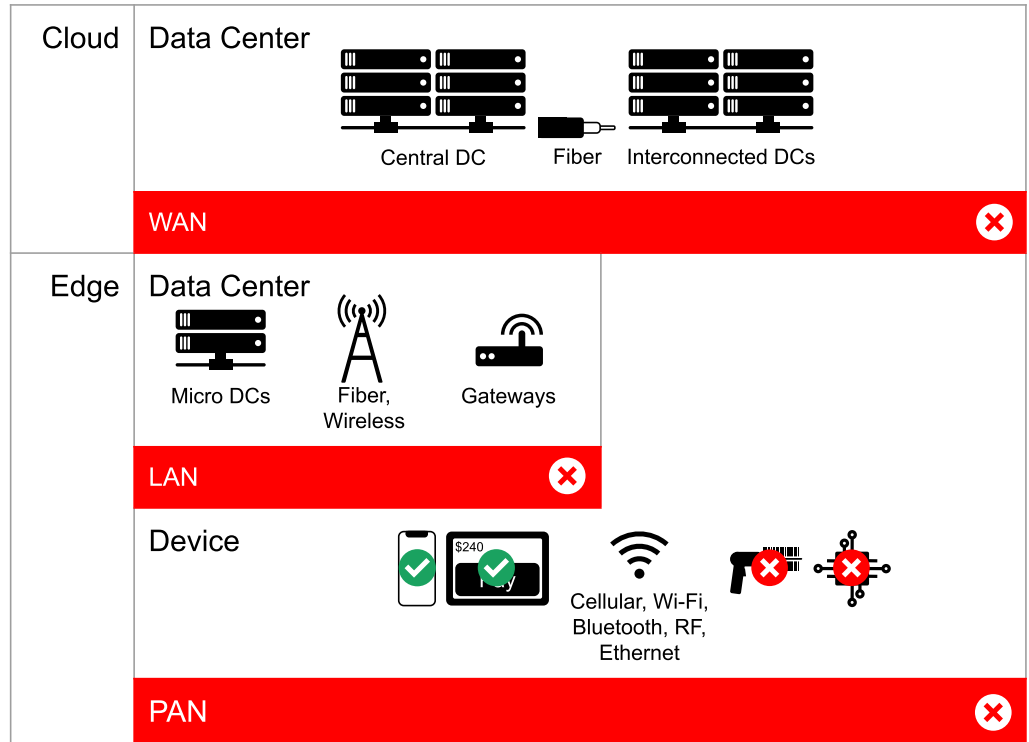 Cloud
Data Center
Central DC
Fiber
Interconnected DCs
WAN
Edge
Data Center
Micro DCs
Fiber,
Wireless
Gateways
LAN
Device
$240
Cellular, Wi-Fi,
Bluetooth, RF,
Ethernet
PAN